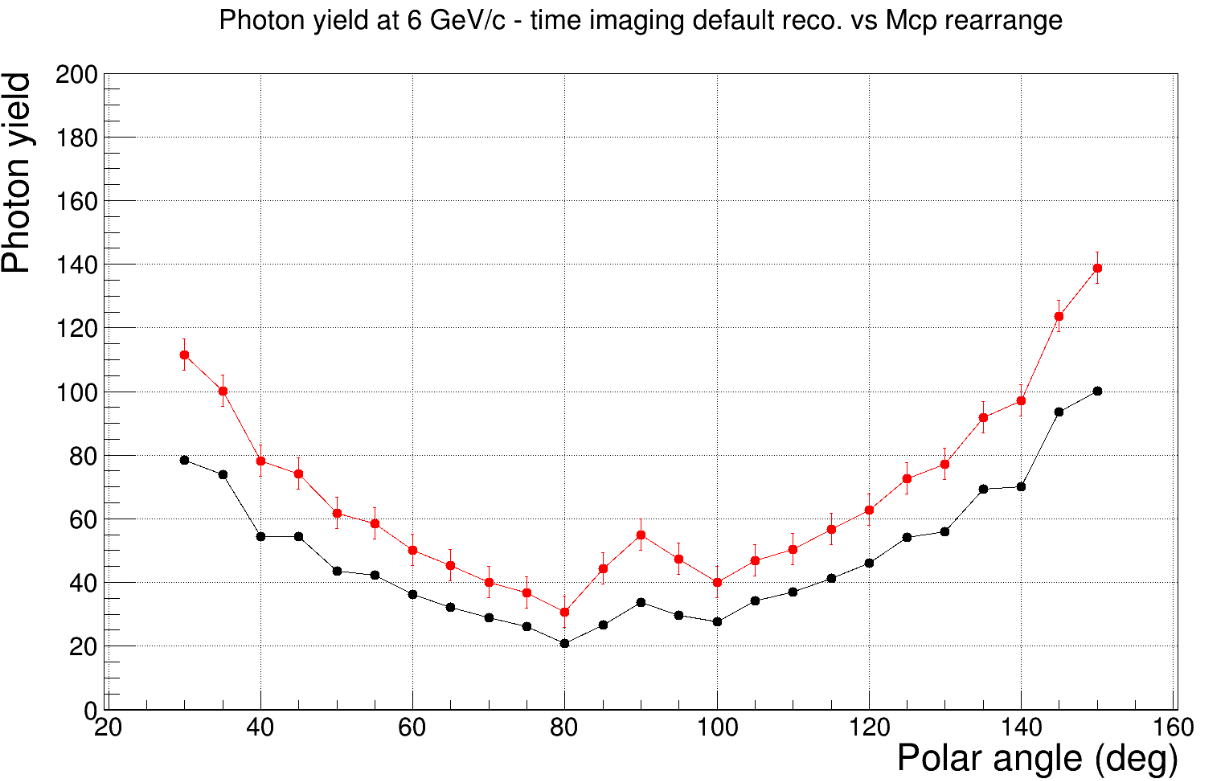 Photon yield at 6 GeV/c - time imaging default reco. vs Mcp rearrange
Photon yield
200
180
160
140
120
100
80
60
40
20
0
20 40 60 80 100 120 140 160
Polar angle (deg)